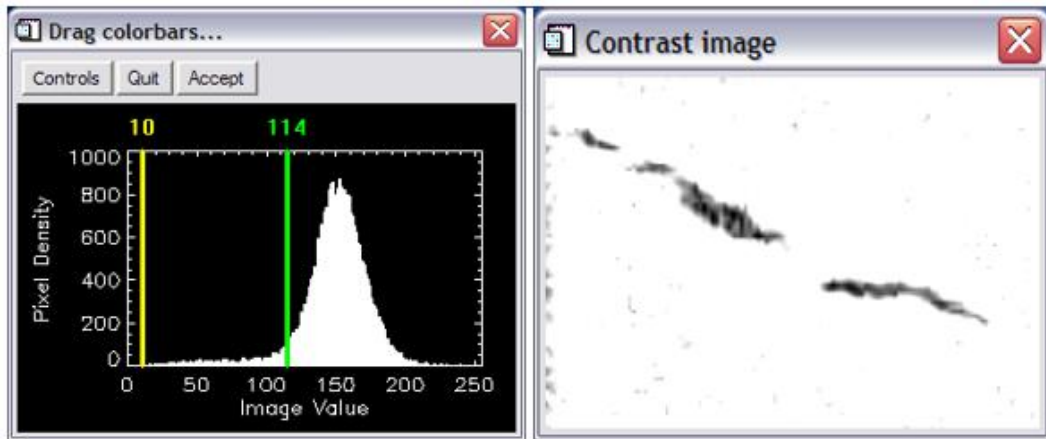 Drag colorbars...
Controls Quit Accept
10 114
1000
800
600
400
200
0
Pixel Density
0 50 100 150 200 250
Image Value
Contrast image